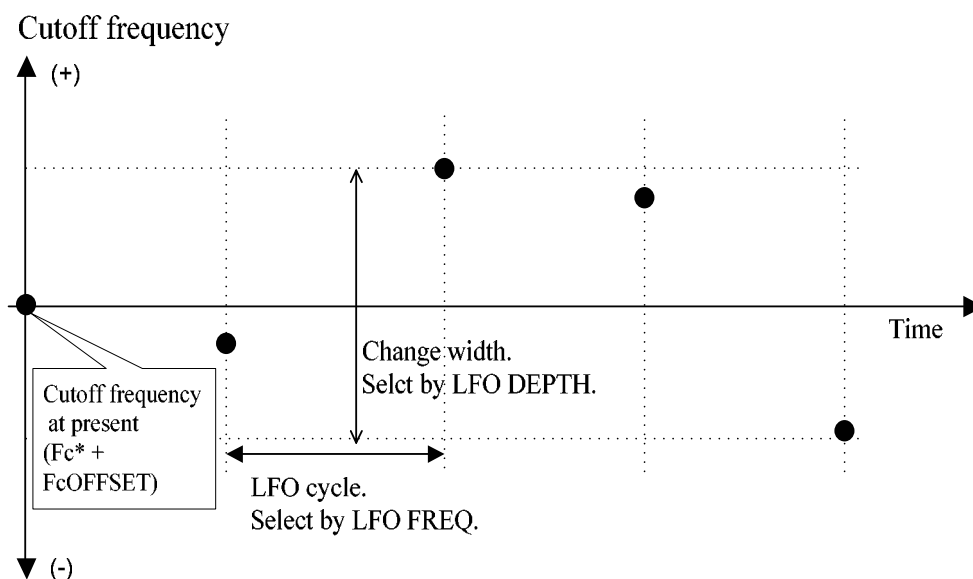 Cutoff frequency
(+)
Time
Change width.
Selct by LFO DEPTH.
Cutoff frequency
at present
(Fc* +
FcOFFSET)
LFO cycle.
Select by LFO FREQ.
(-)